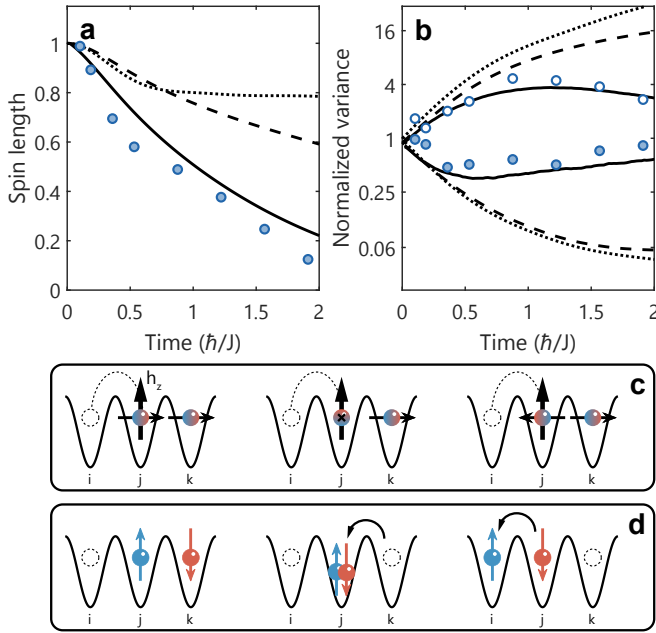 a
Spin length
1
0.8
0.6
0.4
0.2
0
0 0.5 1 1.5 2
Time (ħ/J)
b
Normalized variance
16
4
1
0.25
0.06
0 0.5 1 1.5 2
Time (ħ/J)
c
h_z
i j k i j k i j k
d
i j k i j k i j k